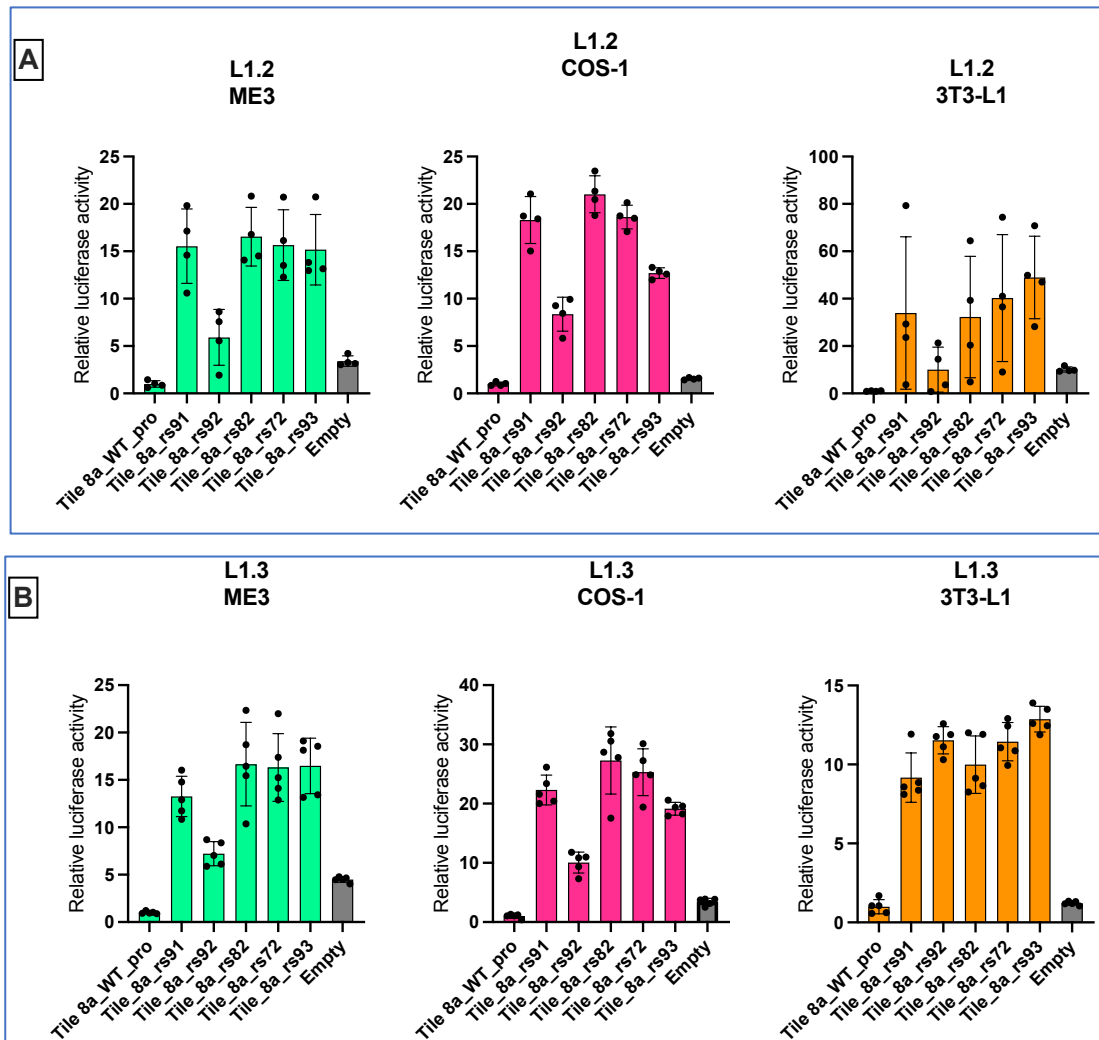 A
L1.2
ME3
Relative luciferase activity
25
20
15
10
5
0
Tile 8a_WT_pro
Tile_8a_rs91
Tile_8a_rs92
Tile_8a_rs82
Tile_8a_rs72
Tile_8a_rs93
Empty
L1.2
COS-1
Relative luciferase activity
25
20
15
10
5
0
Tile 8a_WT_pro
Tile_8a_rs91
Tile_8a_rs92
Tile_8a_rs82
Tile_8a_rs72
Tile_8a_rs93
Empty
L1.2
3T3-L1
Relative luciferase activity
100
80
60
40
20
0
Tile 8a_WT_pro
Tile_8a_rs91
Tile_8a_rs92
Tile_8a_rs82
Tile_8a_rs72
Tile_8a_rs93
Empty
B
L1.3
ME3
Relative luciferase activity
25
20
15
10
5
0
Tile 8a_WT_pro
Tile_8a_rs91
Tile_8a_rs92
Tile_8a_rs82
Tile_8a_rs72
Tile_8a_rs93
Empty
L1.3
COS-1
Relative luciferase activity
40
30
20
10
0
Tile 8a_WT_pro
Tile_8a_rs91
Tile_8a_rs92
Tile_8a_rs82
Tile_8a_rs72
Tile_8a_rs93
Empty
L1.3
3T3-L1
Relative luciferase activity
15
10
5
0
Tile 8a_WT_pro
Tile_8a_rs91
Tile_8a_rs92
Tile_8a_rs82
Tile_8a_rs72
Tile_8a_rs93
Empty